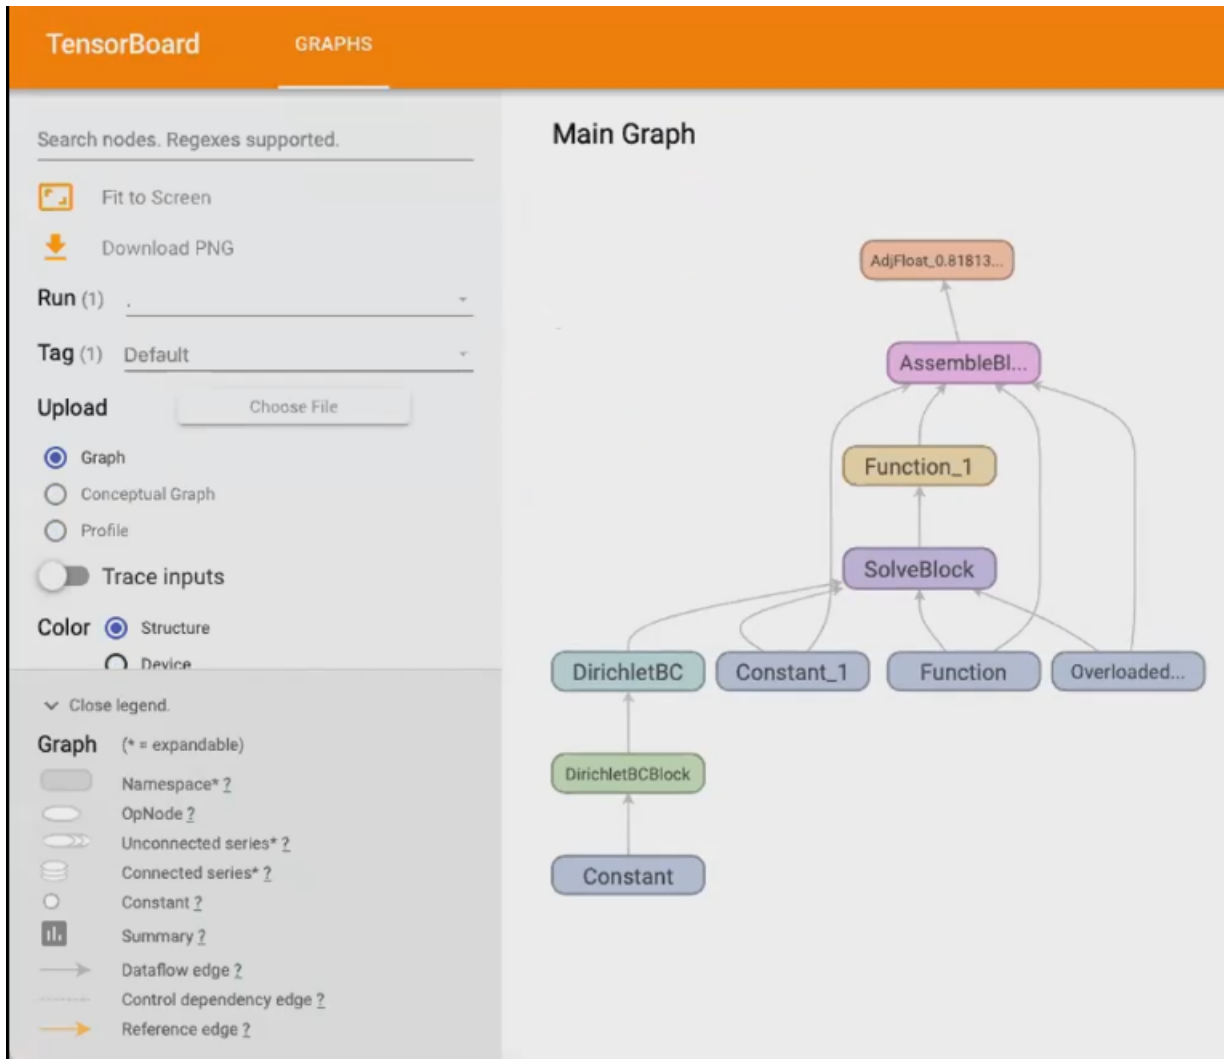 TensorBoard GRAPHS
Search nodes. Regexes supported.
Fit to Screen
Download PNG
Run (1) .
Tag (1) Default
Upload Choose File
Graph
Conceptual Graph
Profile
Trace inputs
Color Structure
Device
Close legend.
Graph (* = expandable)
Namespace* ?
OpNode ?
Unconnected series* ?
Connected series* ?
Constant ?
Summary ?
Dataflow edge ?
Control dependency edge ?
Reference edge ?
Main Graph
AdjFloat_0.81813...
AssembleBl...
Function_1
SolveBlock
DirichletBC Constant_1 Function Overloaded...
DirichletBCBlock
Constant